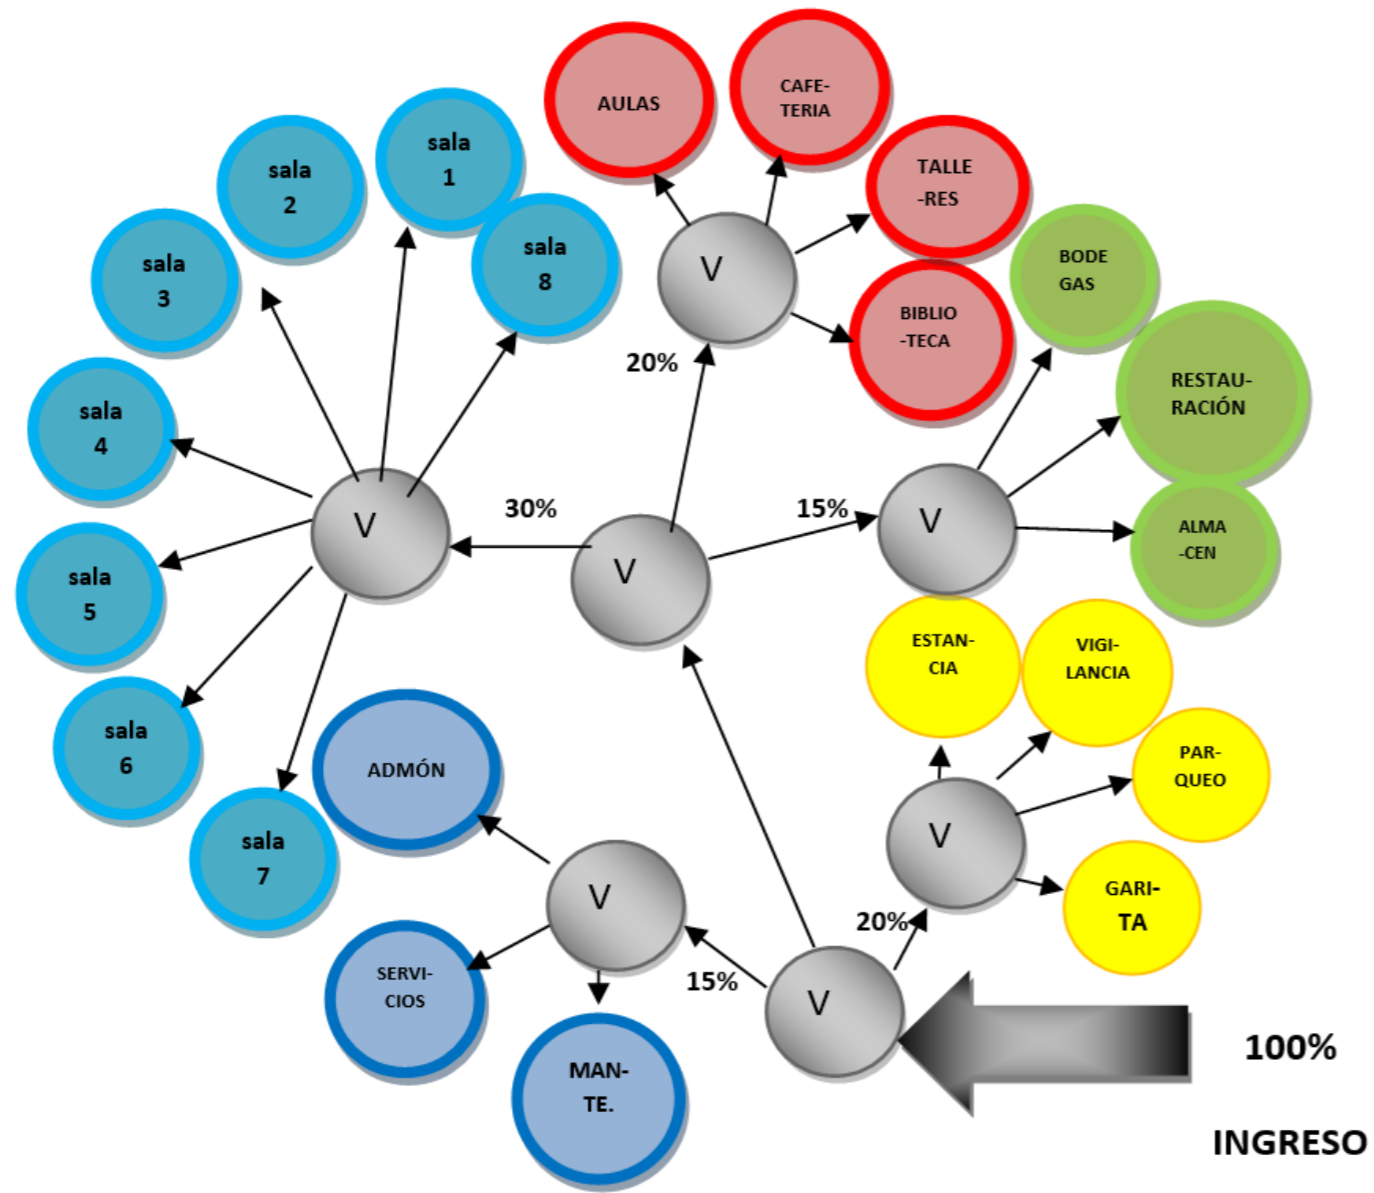 AULAS
CAFE-
TERIA
sala
1
sala
2
TALLE
-RES
sala
8
sala
3
V
BODE
GAS
BIBLIO
-TECA
20%
RESTAU-
RACIÓN
sala
4
30%
15%
V
V
V
ALMA
-CEN
sala
5
ESTAN-
CIA
VIGI-
LANCIA
sala
6
ADMÓN
PAR-
QUEO
sala
7
V
V
GARI-
TA
20%
SERVI-
CIOS
15%
V
100%
MAN-
TE.
INGRESO